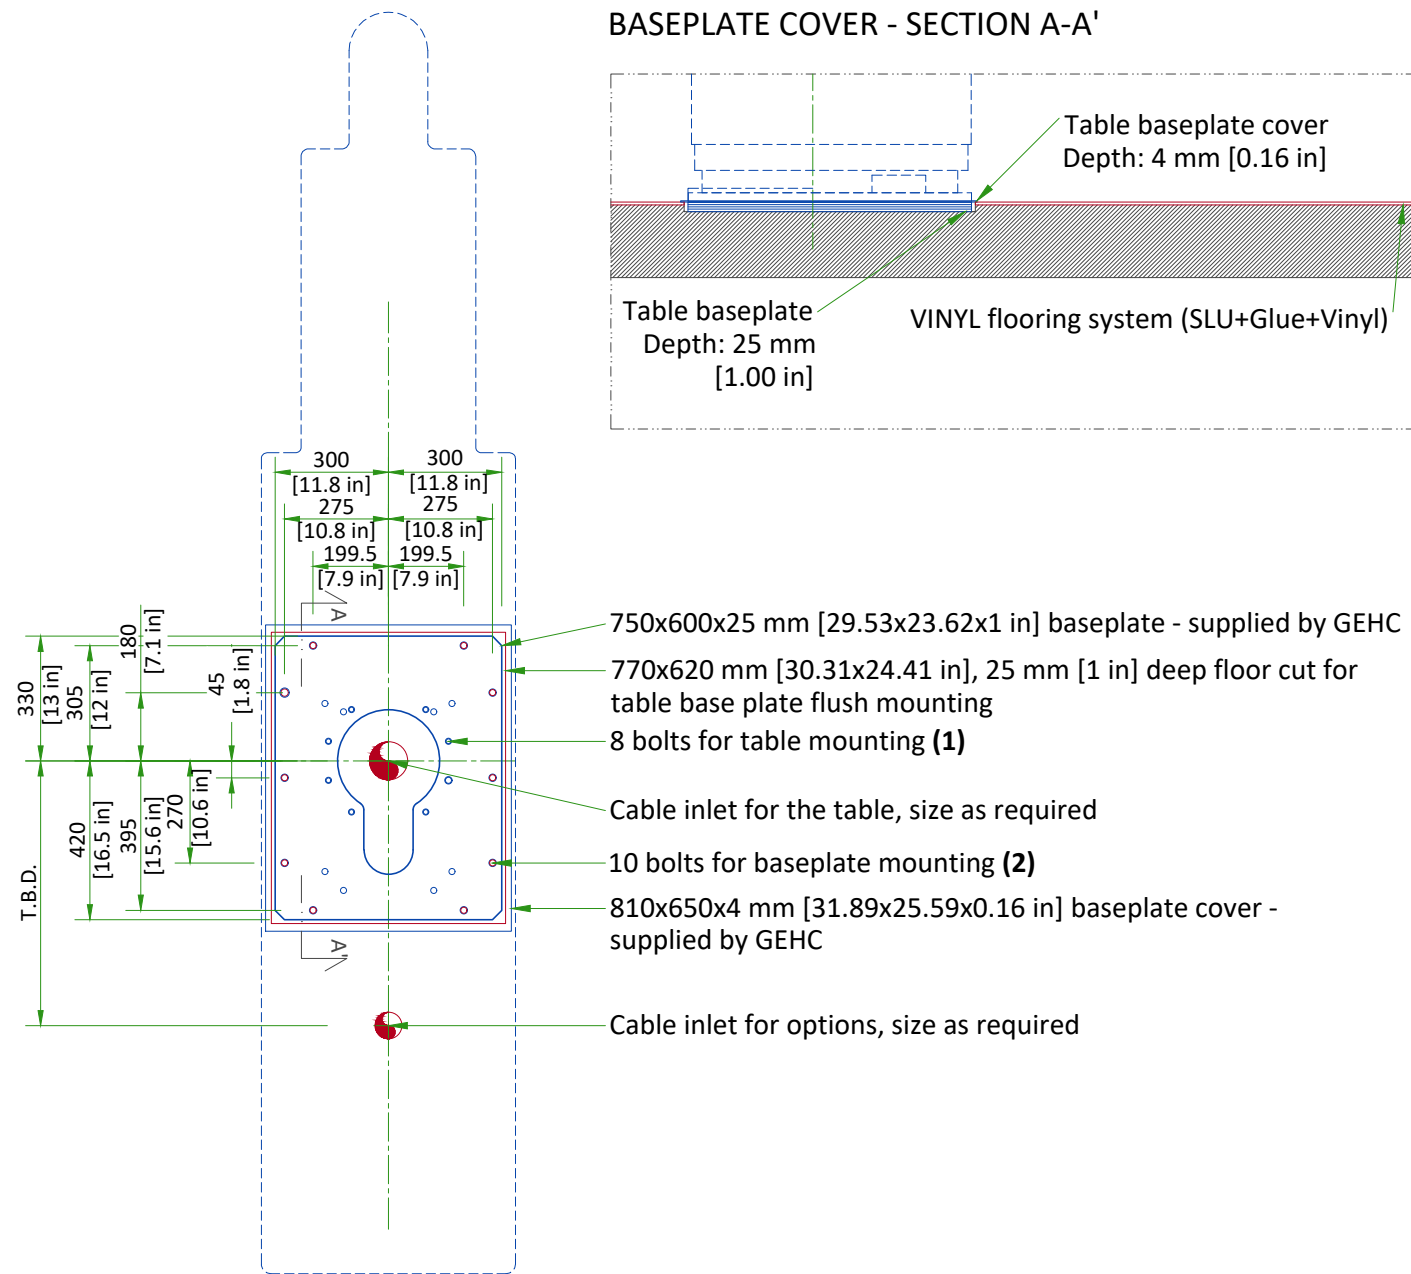 BASEPLATE COVER - SECTION A-A'
Table baseplate cover
Depth: 4 mm [0.16 in]
Table baseplate
Depth: 25 mm
[1.00 in]
VINYL flooring system (SLU+Glue+Vinyl)
300
[11.8 in]
300
[11.8 in]
275
[10.8 in]
275
[10.8 in]
199.5
[7.9 in]
199.5
[7.9 in]
A
330
[13 in]
305
[12 in]
180
[7.1 in]
45
[1.8 in]
420
[16.5 in]
395
[15.6 in]
270
[10.6 in]
T.B.D.
A'
750x600x25 mm [29.53x23.62x1 in] baseplate - supplied by GEHC
770x620 mm [30.31x24.41 in], 25 mm [1 in] deep floor cut for
table base plate flush mounting
8 bolts for table mounting (1)
Cable inlet for the table, size as required
10 bolts for baseplate mounting (2)
810x650x4 mm [31.89x25.59x0.16 in] baseplate cover -
supplied by GEHC
Cable inlet for options, size as required